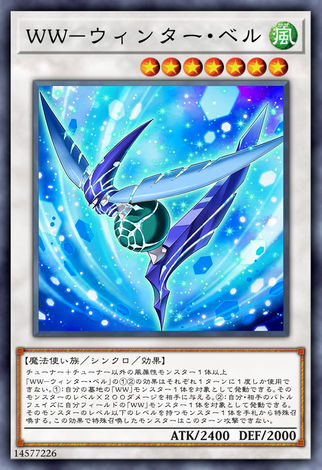 WW－ウィンター・ベル
風
【魔法使い族／シンクロ／効果】
チューナー＋チューナー以外の風属性モンスター１体以上
「WW－ウィンター・ベル」の①②の効果はそれぞれ１ターンに１度しか使用で
きない。①：自分の墓地の「WW」モンスター１体を対象として発動できる。そ
のモンスターのレベル×２００ダメージを相手に与える。②：自分・相手のバトル
フェイズに自分フィールドの「WW」モンスター１体を対象として発動できる。
そのモンスターのレベル以下のレベルを持つモンスター１体を手札から特殊召
喚する。この効果で特殊召喚したモンスターはこのターン攻撃できない。
ATK/2400 DEF/2000
14577226